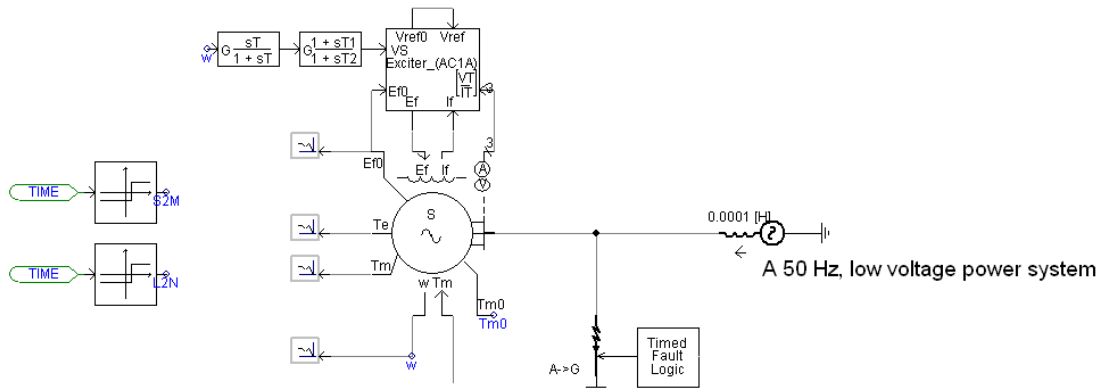 Vref0 Vref
G sT
1 + sT
G 1 + sT1
1 + sT2
VS
w
Exciter_(AC1A)
VT
IT
Ef0
3
Ef If
3
Ef0
Ef If
A
V
TIME
S2M
S
Te
0.0001 [H]
TIME
L2N
Tm
A 50 Hz, low voltage power system
w Tm
Tm0
Tm0
w
A->G
Timed
Fault
Logic